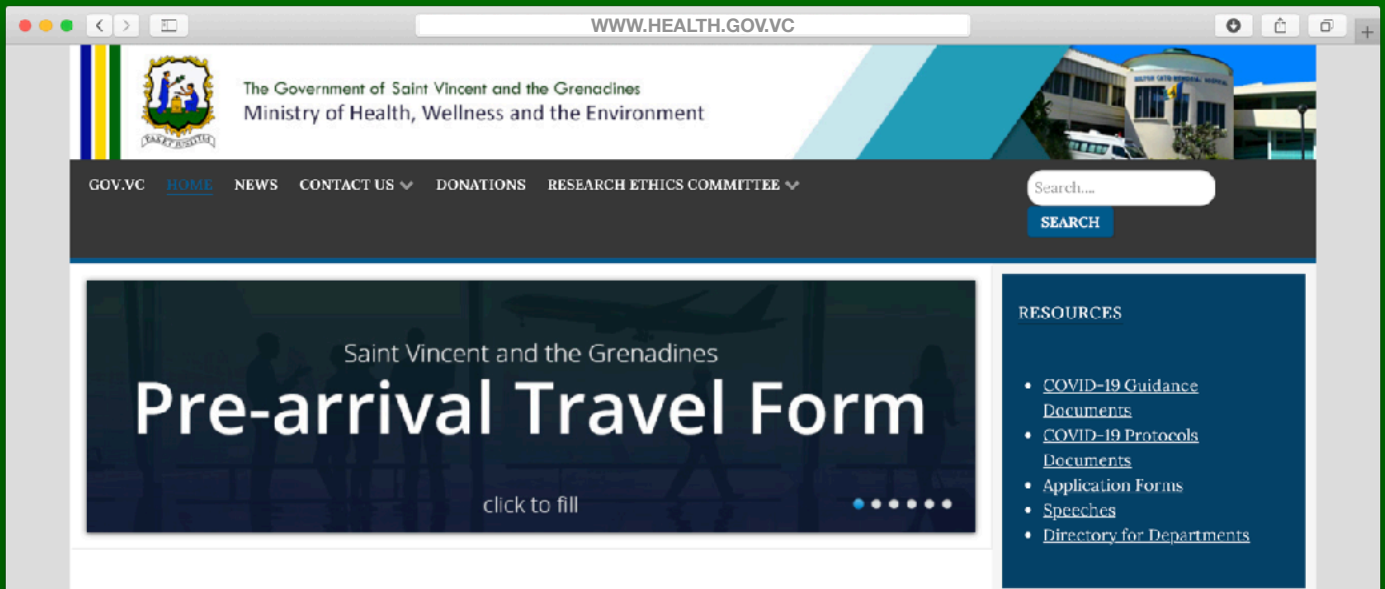 WWW.HEALTH.GOV.VC
The Government of Saint Vincent and the Grenadines
Ministry of Health, Wellness and the Environment
GOV.VC HOME NEWS CONTACT US DONATIONS RESEARCH ETHICS COMMITTEE
Search....
SEARCH
Saint Vincent and the Grenadines
Pre-arrival Travel Form
click to fill
RESOURCES
COVID-19 Guidance
Documents
COVID-19 Protocols
Documents
Application Forms
Speeches
Directory for Departments